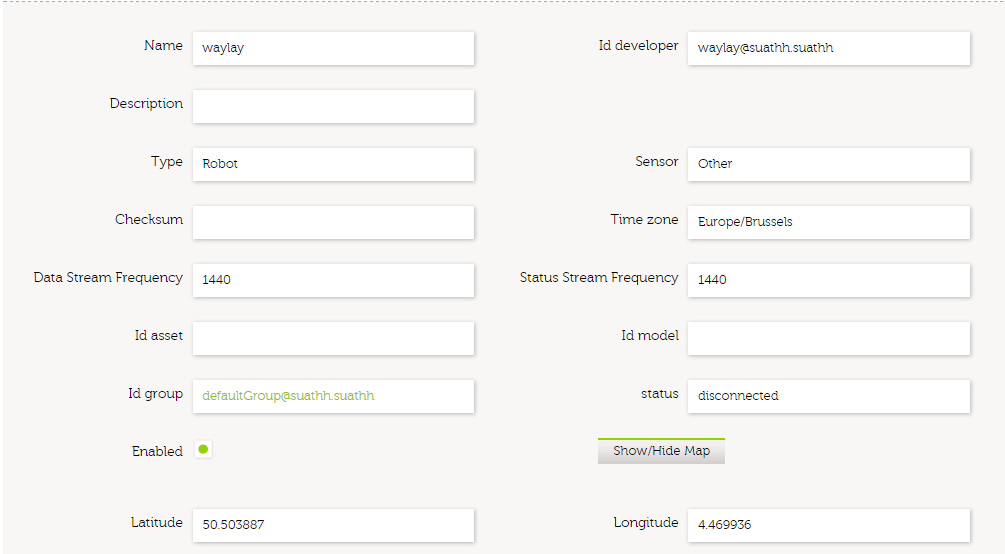 Name waylay Id developer waylay@suathh.suathh
Description
Type Robot Sensor Other
Checksum Time zone Europe/Brussels
Data Stream Frequency 1440 Status Stream Frequency 1440
Id asset Id model
Id group defaultGroup@suathh.suathh status disconnected
Enabled Show/Hide Map
Latitude 50.503887 Longitude 4.469936